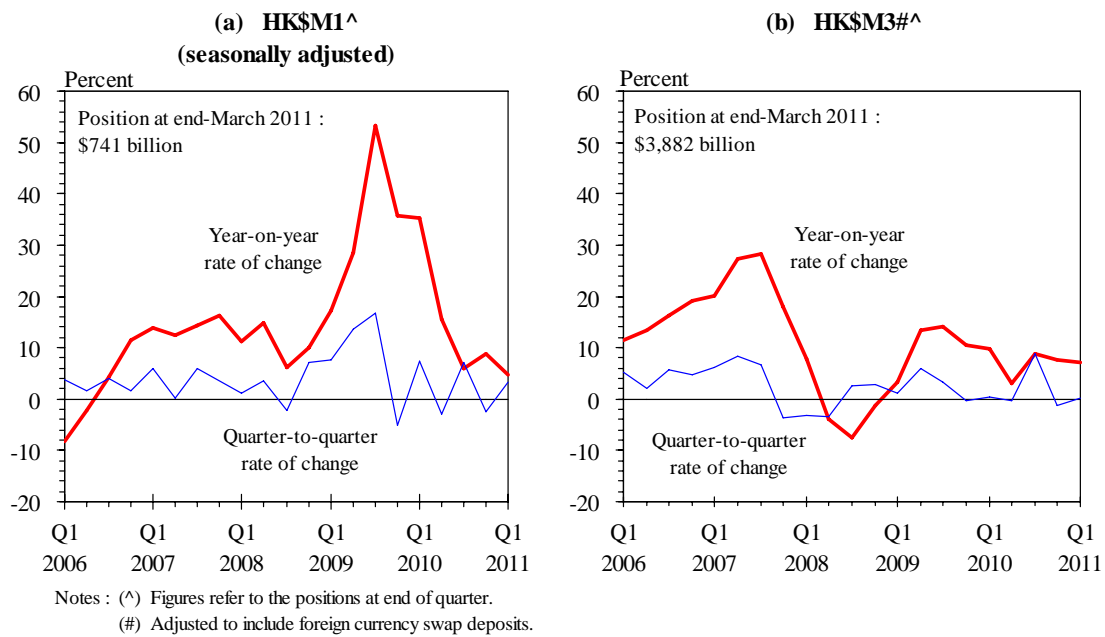 (a) HK$M1^
(seasonally adjusted)
Percent
60
50
40
30
20
10
0
-10
-20
Position at end-March 2011 :
$741 billion
Year-on-year
rate of change
Quarter-to-quarter
rate of change
Q1 Q1 Q1 Q1 Q1 Q1
2006 2007 2008 2009 2010 2011
(b) HK$M3#^
Percent
60
50
40
30
20
10
0
-10
-20
Position at end-March 2011 :
$3,882 billion
Year-on-year
rate of change
Quarter-to-quarter
rate of change
Q1 Q1 Q1 Q1 Q1 Q1
2006 2007 2008 2009 2010 2011
Notes : (^) Figures refer to the positions at end of quarter.
(#) Adjusted to include foreign currency swap deposits.